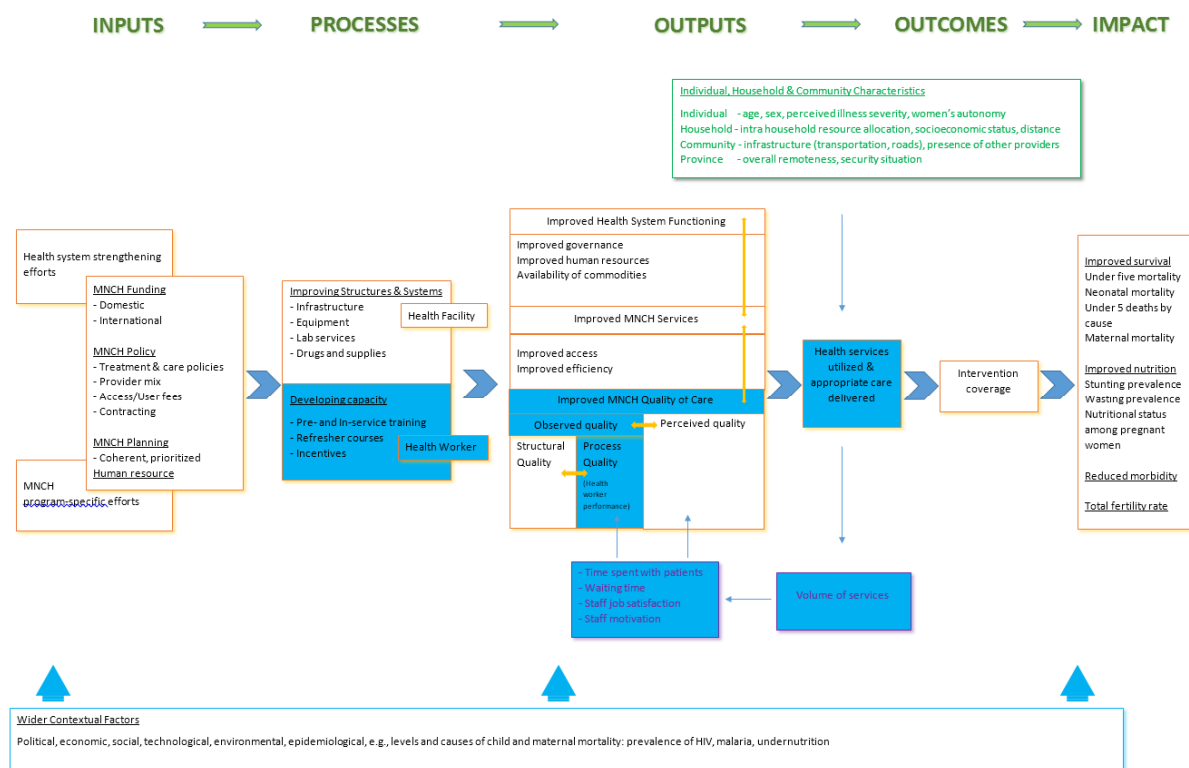 INPUTS
PROCESSES
OUTPUTS
OUTCOMES
IMPACT
Individual, Household & Community Characteristics
Individual - age, sex, perceived illness severity, women's autonomy
Household - intra household resource allocation, socioeconomic status, distance
Community - infrastructure (transportation, roads), presence of other providers
Province - overall remoteness, security situation
Health system strengthening
efforts
MNCH Funding
- Domestic
- International
MNCH Policy
- Treatment & care policies
- Provider mix
- Access/User fees
- Contracting
MNCH Planning
- Coherent, prioritized
Human resource
MNCH
program-specific efforts
Improving Structures & Systems
- Infrastructure
- Equipment
- Lab services
- Drugs and supplies
Health Facility
Developing capacity
- Pre- and In-service training
- Refresher courses
- Incentives
Health Worker
Improved Health System Functioning
Improved governance
Improved human resources
Availability of commodities
Improved MNCH Services
Improved access
Improved efficiency
Improved MNCH Quality of Care
Observed quality
Perceived quality
Structural
Quality
Process
Quality
(Health
worker
performance)
- Time spent with patients
- Waiting time
- Staff job satisfaction
- Staff motivation
Health services
utilized &
appropriate care
delivered
Volume of services
Intervention
coverage
Improved survival
Under five mortality
Neonatal mortality
Under 5 deaths by
cause
Maternal mortality
Improved nutrition
Stunting prevalence
Wasting prevalence
Nutritional status
among pregnant
women
Reduced morbidity
Total fertility rate
Wider Contextual Factors
Political, economic, social, technological, environmental, epidemiological, e.g., levels and causes of child and maternal mortality: prevalence of HIV, malaria, undernutrition